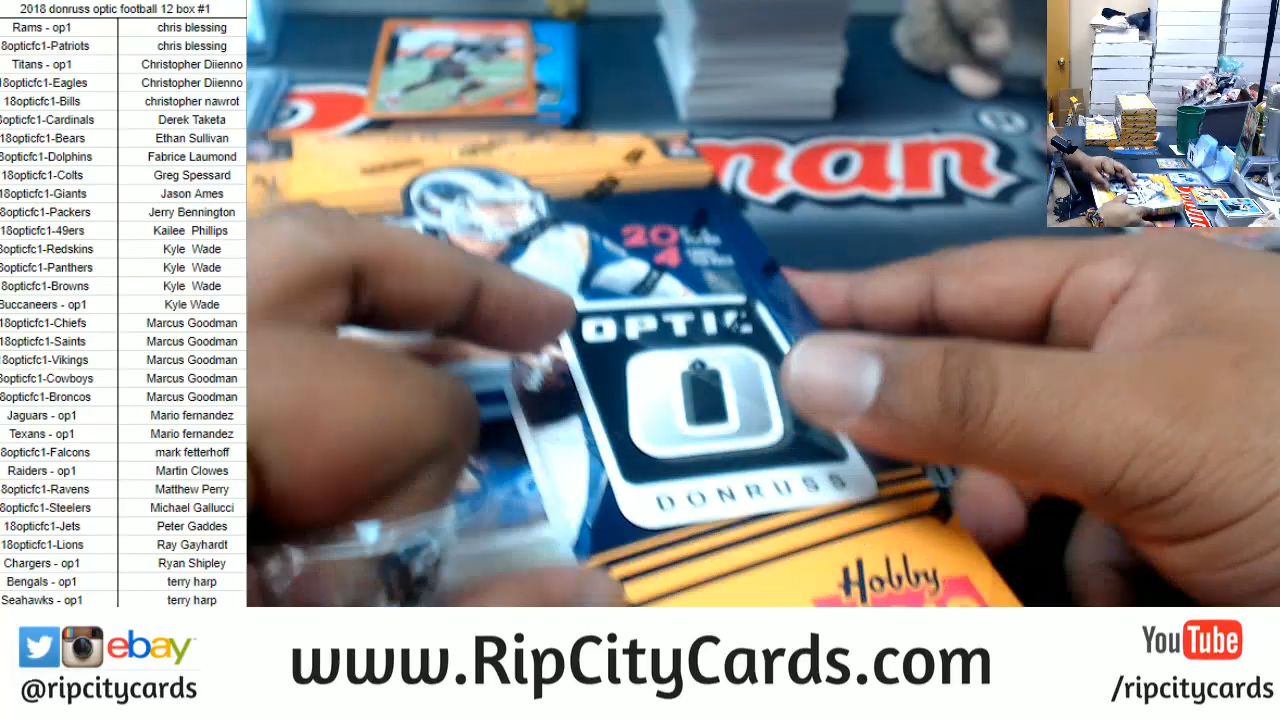 2018 donruss optic football 12 box #1
Rams - op1 chris blessing
18opticfc1-Patriots chris blessing
Titans - op1 Christopher Diienno
18opticfc1-Eagles Christopher Diienno
18opticfc1-Bills christopher nawrot
8opticfc1-Cardinals Derek Taketa
18opticfc1-Bears Ethan Sullivan
8opticfc1-Dolphins Fabrice Laumond
18opticfc1-Colts Greg Spessard
18opticfc1-Giants Jason Ames
8opticfc1-Packers Jerry Bennington
18opticfc1-49ers Kailee Phillips
8opticfc1-Redskins Kyle Wade
8opticfc1-Panthers Kyle Wade
8opticfc1-Browns Kyle Wade
Buccaneers - op1 Kyle Wade
18opticfc1-Chiefs Marcus Goodman
18opticfc1-Saints Marcus Goodman
18opticfc1-Vikings Marcus Goodman
8opticfc1-Cowboys Marcus Goodman
8opticfc1-Broncos Marcus Goodman
Jaguars - op1 Mario fernandez
Texans - op1 Mario fernandez
8opticfc1-Falcons mark fetterhoff
Raiders - op1 Martin Clowes
8opticfc1-Ravens Matthew Perry
8opticfc1-Steelers Michael Gallucci
18opticfc1-Jets Peter Gaddes
18opticfc1-Lions Ray Gayhardt
Chargers - op1 Ryan Shipley
Bengals - op1 terry harp
Seahawks - op1 terry harp
man ®
20
4
OPTIC
DONRUSS
Hobby
ebay
@ripcitycards
www.RipCityCards.com
YouTube
/ripcitycards